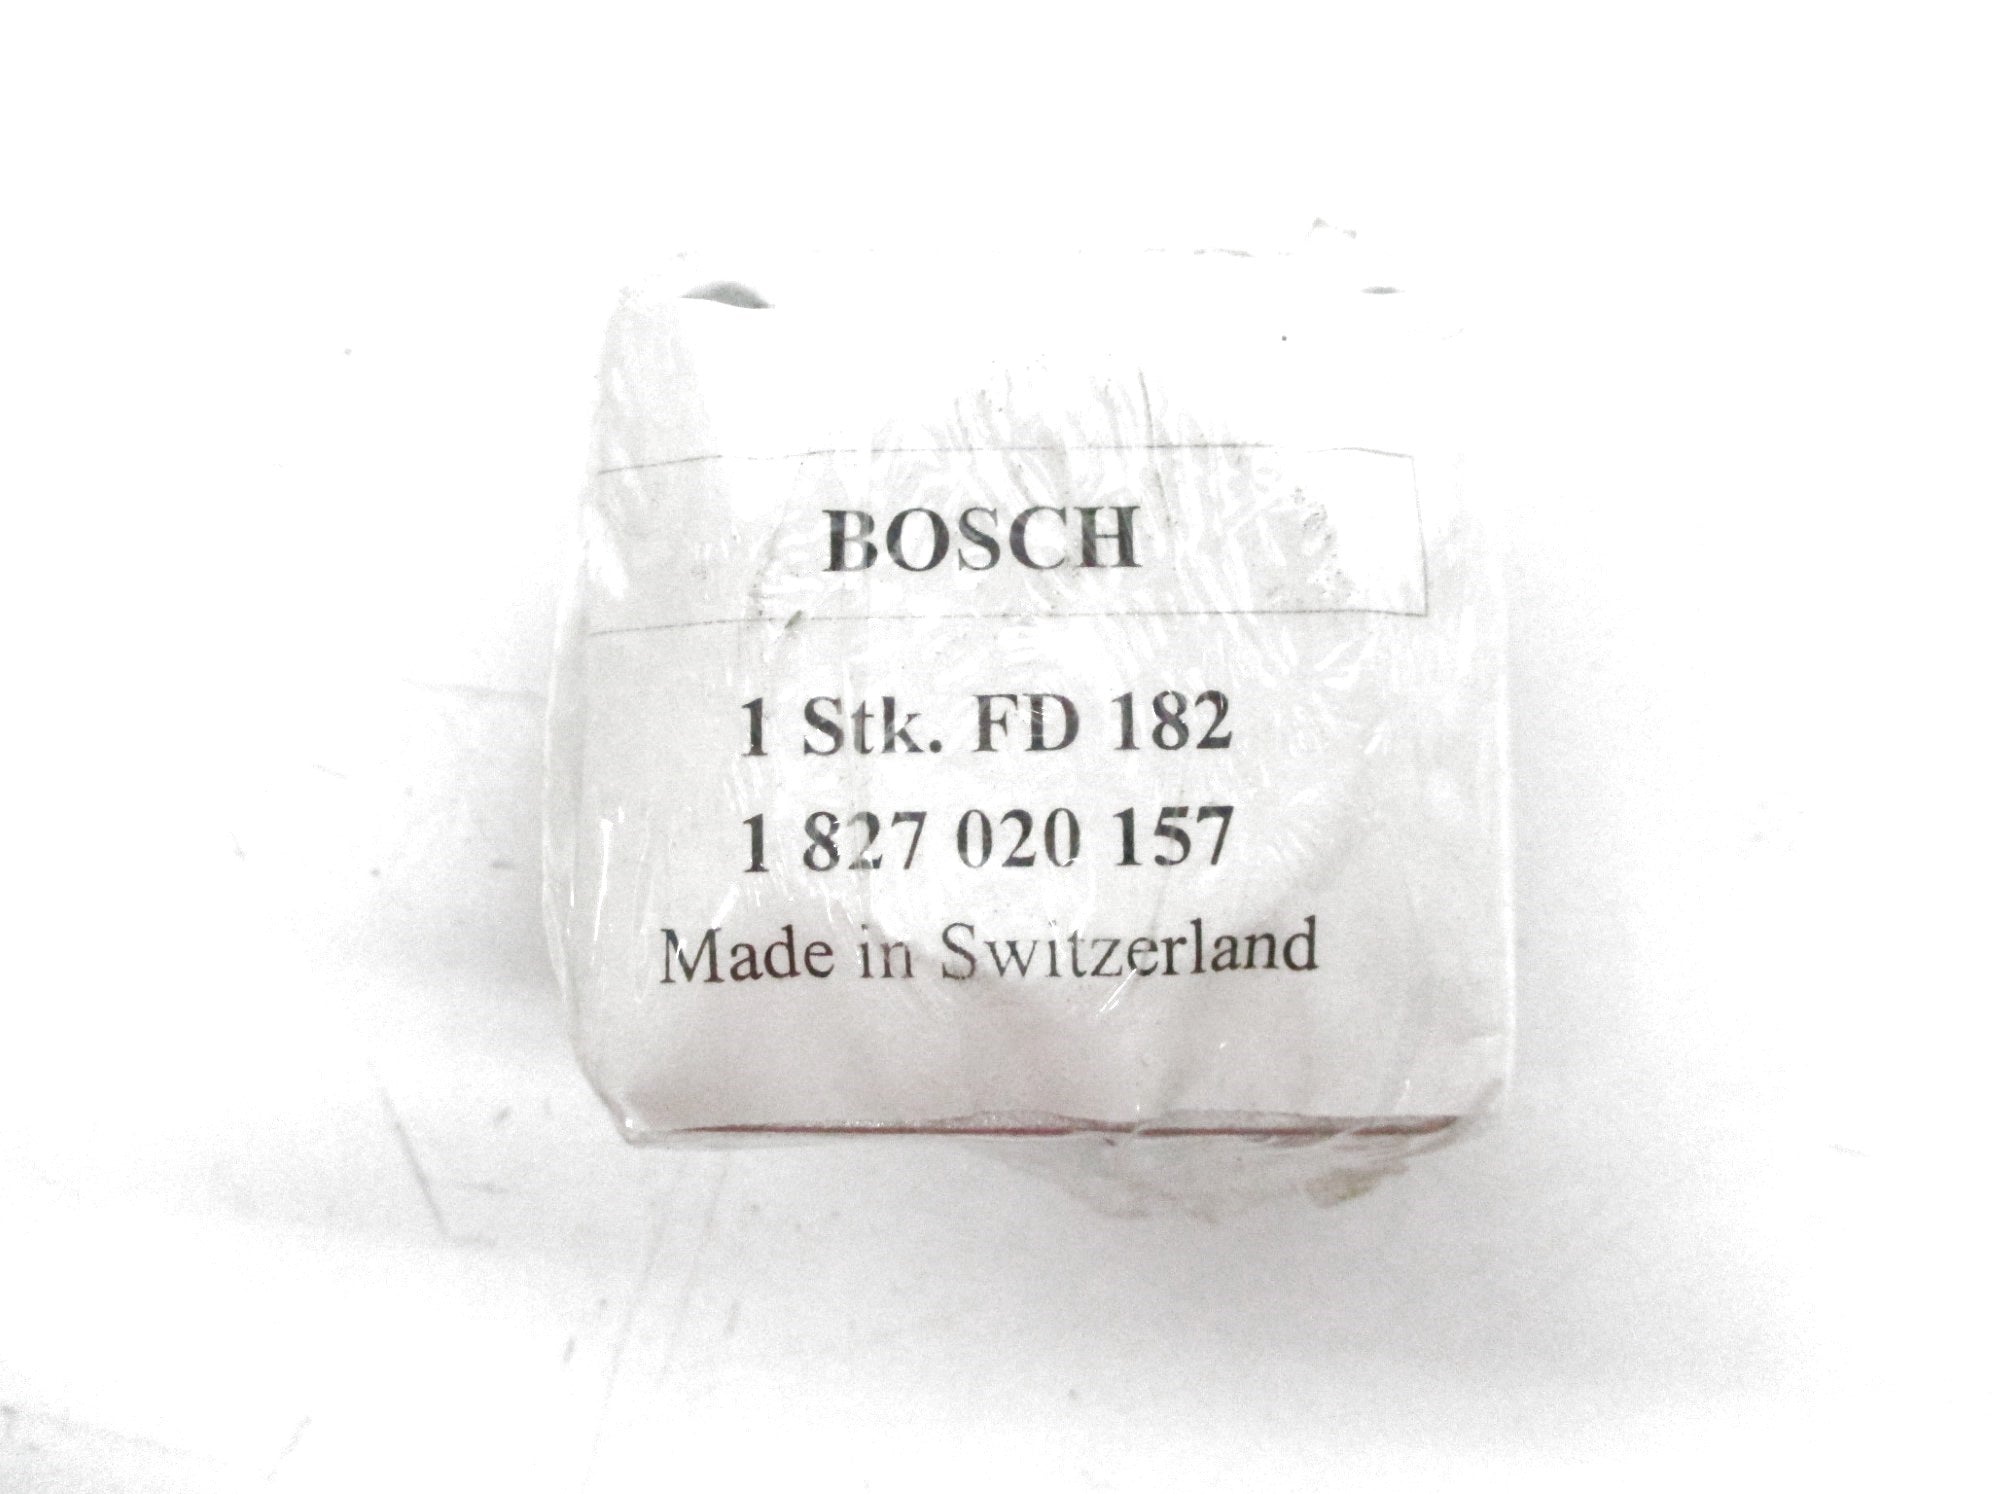 BOSCH
1 Stk. FD 182
1 827 020 157
Made in Switzerland